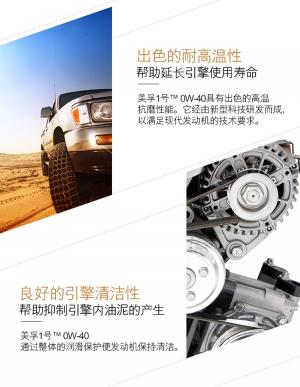 出色的耐高温性
帮助延长引擎使用寿命
美孚1号™ 0W-40具有出色的高温
抗磨性能。它经由新型科技研发而成，
以满足现代发动机的技术要求。
良好的引擎清洁性
帮助抑制引擎内油泥的产生
美孚1号™ 0W-40
通过整体的润滑保护使发动机保持清洁。